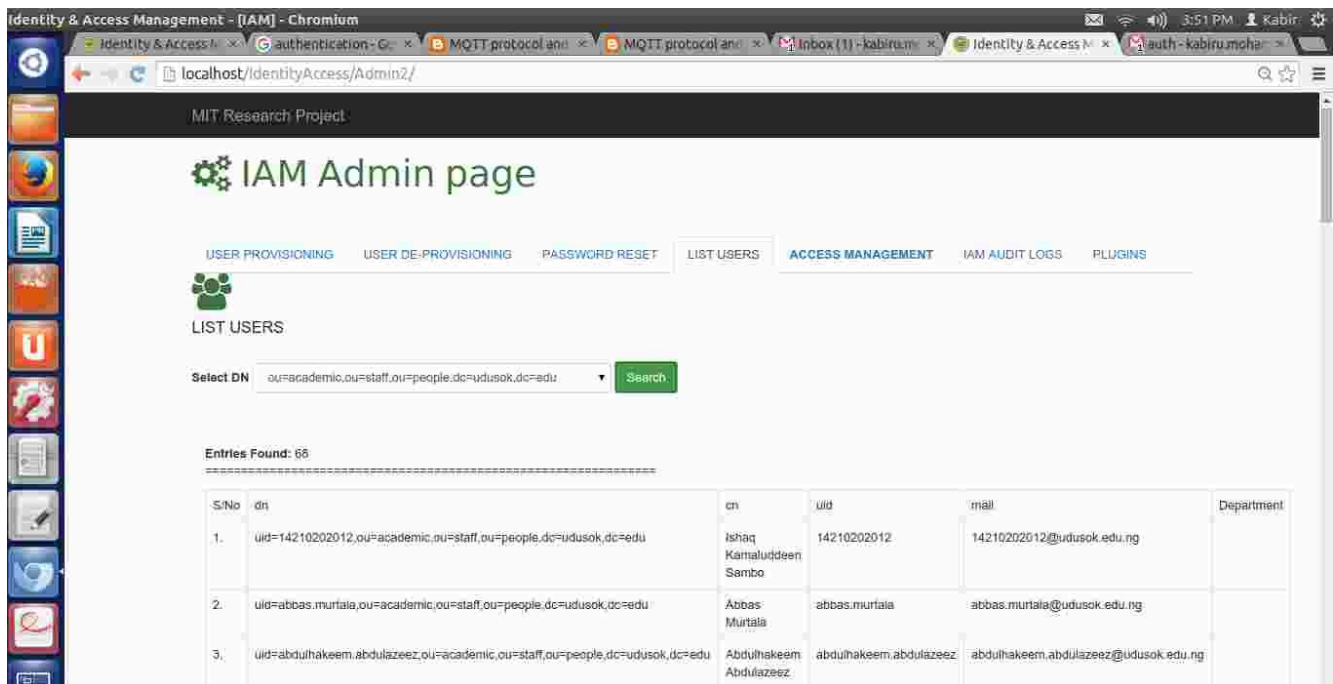 Identity & Access Management - [IAM] - Chromium
3:51 PM Kabir
Identity & Access M
authentication - G
MQTT protocol and
MQTT protocol and
Inbox (1) - kabiru.m
Identity & Access M
auth - kabiru.moham
localhost/IdentityAccess/Admin2/
MIT Research Project
IAM Admin page
USER PROVISIONING USER DE-PROVISIONING PASSWORD RESET LIST USERS ACCESS MANAGEMENT IAM AUDIT LOGS PLUGINS
LIST USERS
Select DN ou=academic,ou=staff,ou=people,dc=udusok,dc=edu Search
Entries Found: 68
================================================================
S/No dn cn uid mail Department
1. uid=14210202012,ou=academic,ou=staff,ou=people,dc=udusok,dc=edu Ishaq Kamaluddeen Sambo 14210202012 14210202012@udusok.edu.ng
2. uid=abbas.murtala,ou=academic,ou=staff,ou=people,dc=udusok,dc=edu Abbas Murtala abbas.murtala abbas.murtala@udusok.edu.ng
3. uid=abdulhakeem.abdulazeez,ou=academic,ou=staff,ou=people,dc=udusok,dc=edu Abdulhakeem Abdulazeez abdulhakeem.abdulazeez abdulhakeem.abdulazeez@udusok.edu.ng